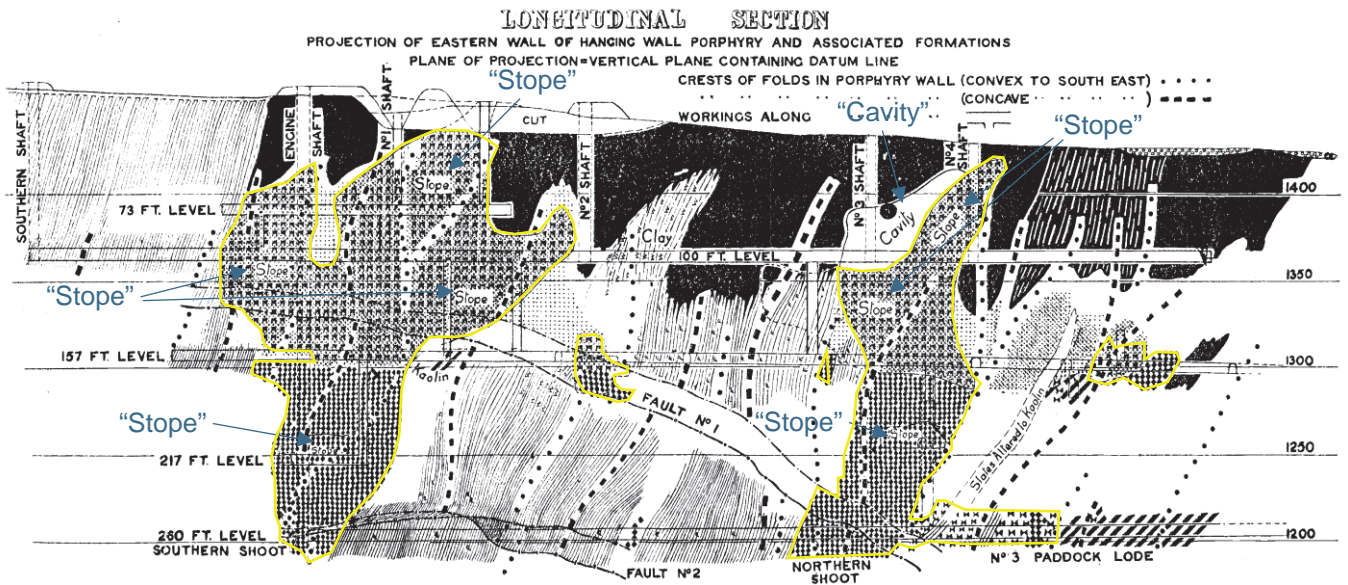 LONGITUDINAL SECTION
PROJECTION OF EASTERN WALL OF HANGING WALL PORPHYRY AND ASSOCIATED FORMATIONS
PLANE OF PROJECTION=VERTICAL PLANE CONTAINING DATUM LINE
"Stope"
CRESTS OF FOLDS IN PORPHYRY WALL (CONVEX TO SOUTH EAST)
(CONCAVE " " )
WORKINGS ALONG
"Cavity"
"Stope"
SOUTHERN SHAFT
ENGINE SHAFT
Nº1 SHAFT
CUT
Nº2 SHAFT
Nº3 SHAFT
Nº4 SHAFT
Stope
1400
73 FT. LEVEL
Cavity
Stope
Clay
100 FT. LEVEL
Stope
1350
"Stope"
Stope
Stope
157 FT. LEVEL
1300
Kaolin
FAULT Nº1
"Stope"
"Stope"
Stope
Stope
Slates Altered to Kaolin
217 FT. LEVEL
1250
260 FT. LEVEL
1200
SOUTHERN SHOOT
FAULT Nº2
NORTHERN SHOOT
Nº3 PADDOCK LODE